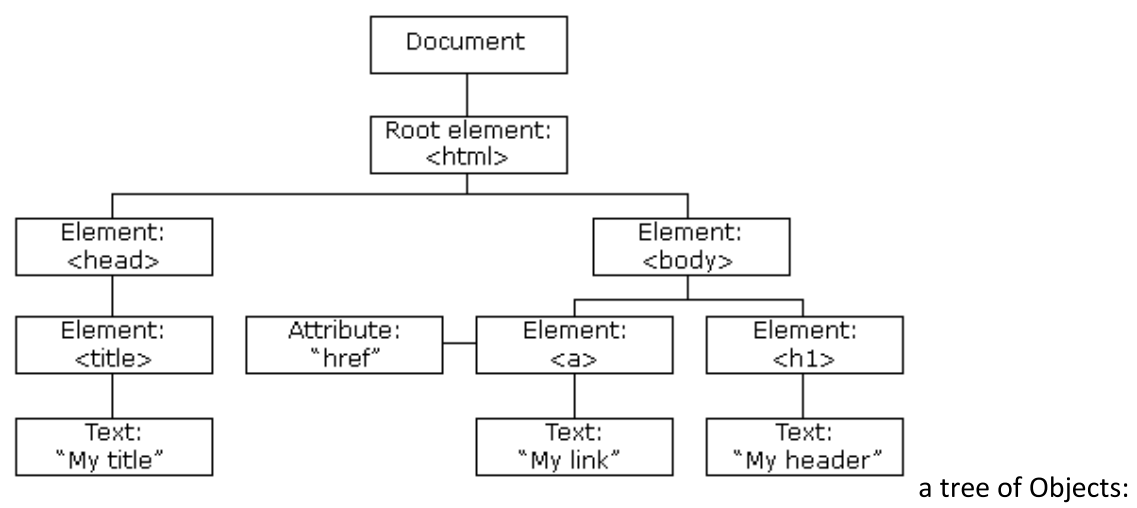 Document
Root element:
<html>
Element:
<head>
Element:
<body>
Element:
<title>
Attribute:
“href”
Element:
<a>
Element:
<h1>
Text:
“My title”
Text:
“My link”
Text:
“My header”
a tree of Objects: